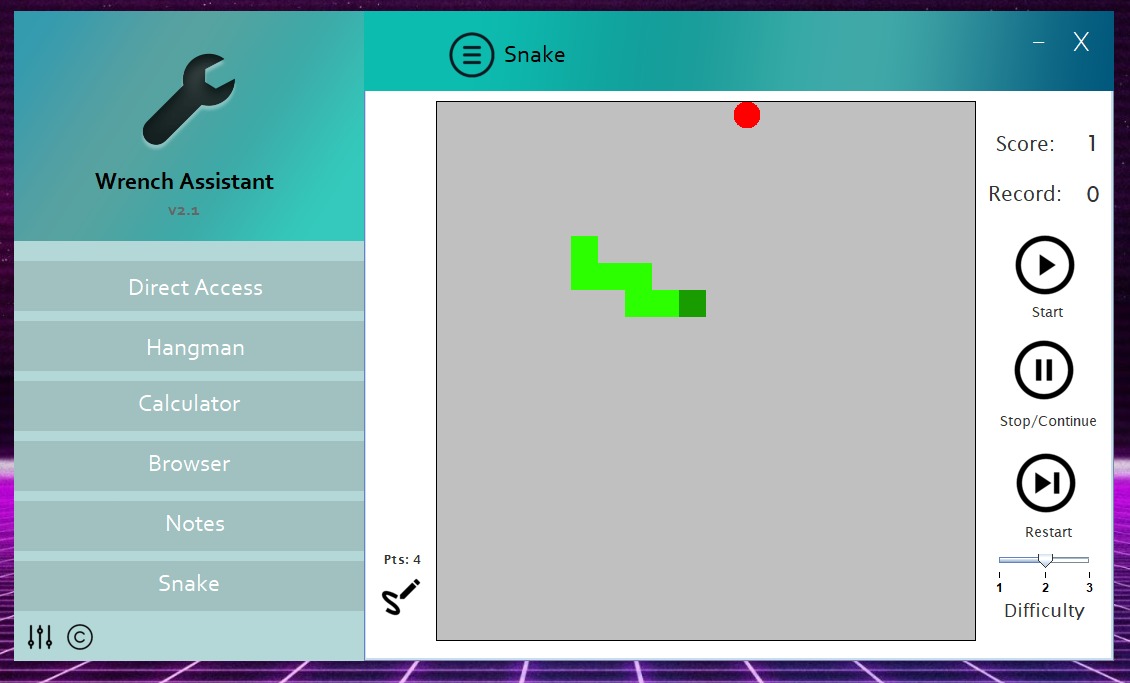 Wrench Assistant
v2.1
Direct Access
Hangman
Calculator
Browser
Notes
Snake
©
Snake
– X
Score: 1
Record: 0
Start
Stop/Continue
Restart
1 2 3
Difficulty
Pts: 4